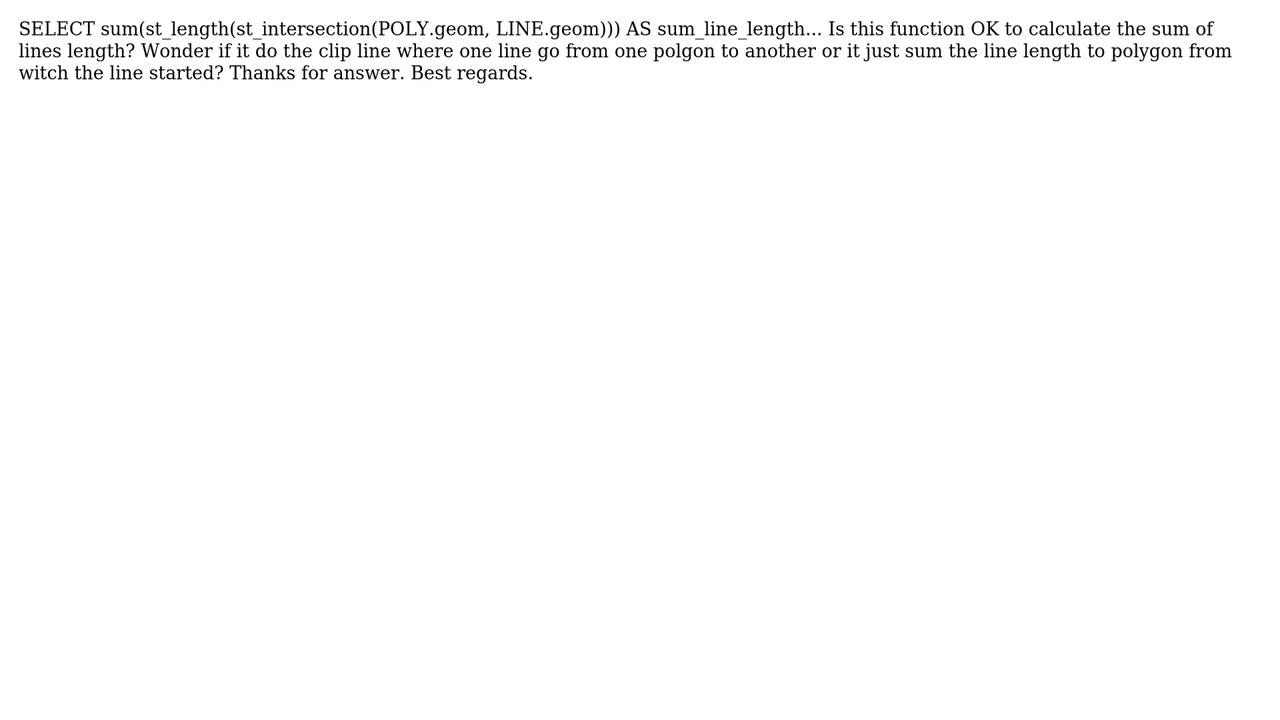 SELECT sum(st_length(st_intersection(POLY.geom, LINE.geom))) AS sum_line_length... Is this function OK to calculate the sum of
lines length? Wonder if it do the clip line where one line go from one polgon to another or it just sum the line length to polygon from
witch the line started? Thanks for answer. Best regards.